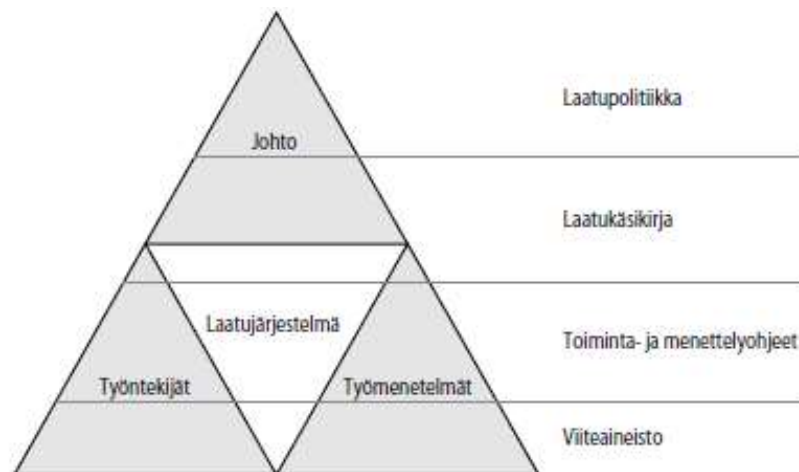 Laatupolitiikka
Johto
Laatukäsikirja
Laatujärjestelmä
Toiminta- ja menettelyohjeet
Työntekijät
Työmenetelmät
Viiteaineisto